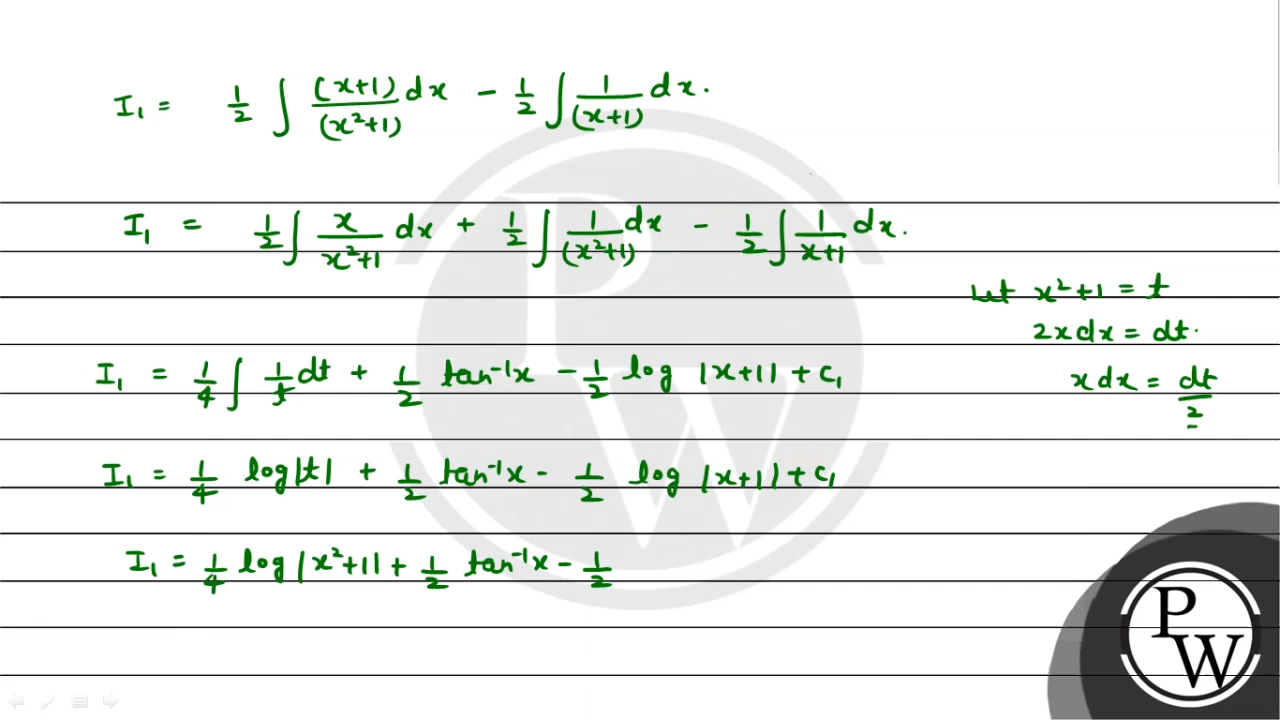 I₁ = 1/2 ∫ (x+1)/(x²+1) dx − 1/2 ∫ 1/(x+1) dx.
I₁ = 1/2 ∫ x/x²+1 dx + 1/2 ∫ 1/(x²+1) dx − 1/2 ∫ 1/x+1 dx.
Let x²+1 = t
2xdx = dt.
xdx = dt/2
I₁ = 1/4 ∫ 1/t dt + 1/2 tan⁻¹x − 1/2 log |x+1| + c₁
I₁ = 1/4 log|t| + 1/2 tan⁻¹x − 1/2 log |x+1| + c₁
I₁ = 1/4 log|x²+1| + 1/2 tan⁻¹x − 1/2
PW